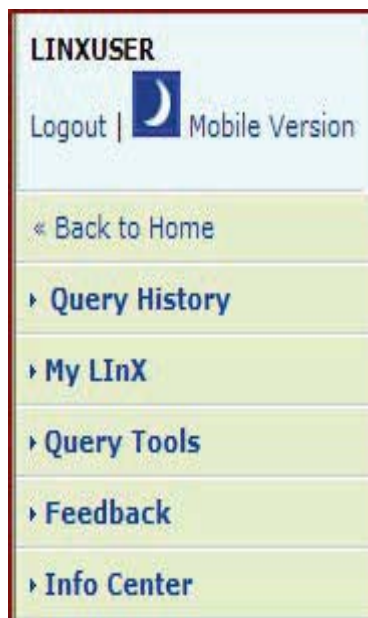 LINXUSER
Logout | Mobile Version
« Back to Home
Query History
My LInX
Query Tools
Feedback
Info Center